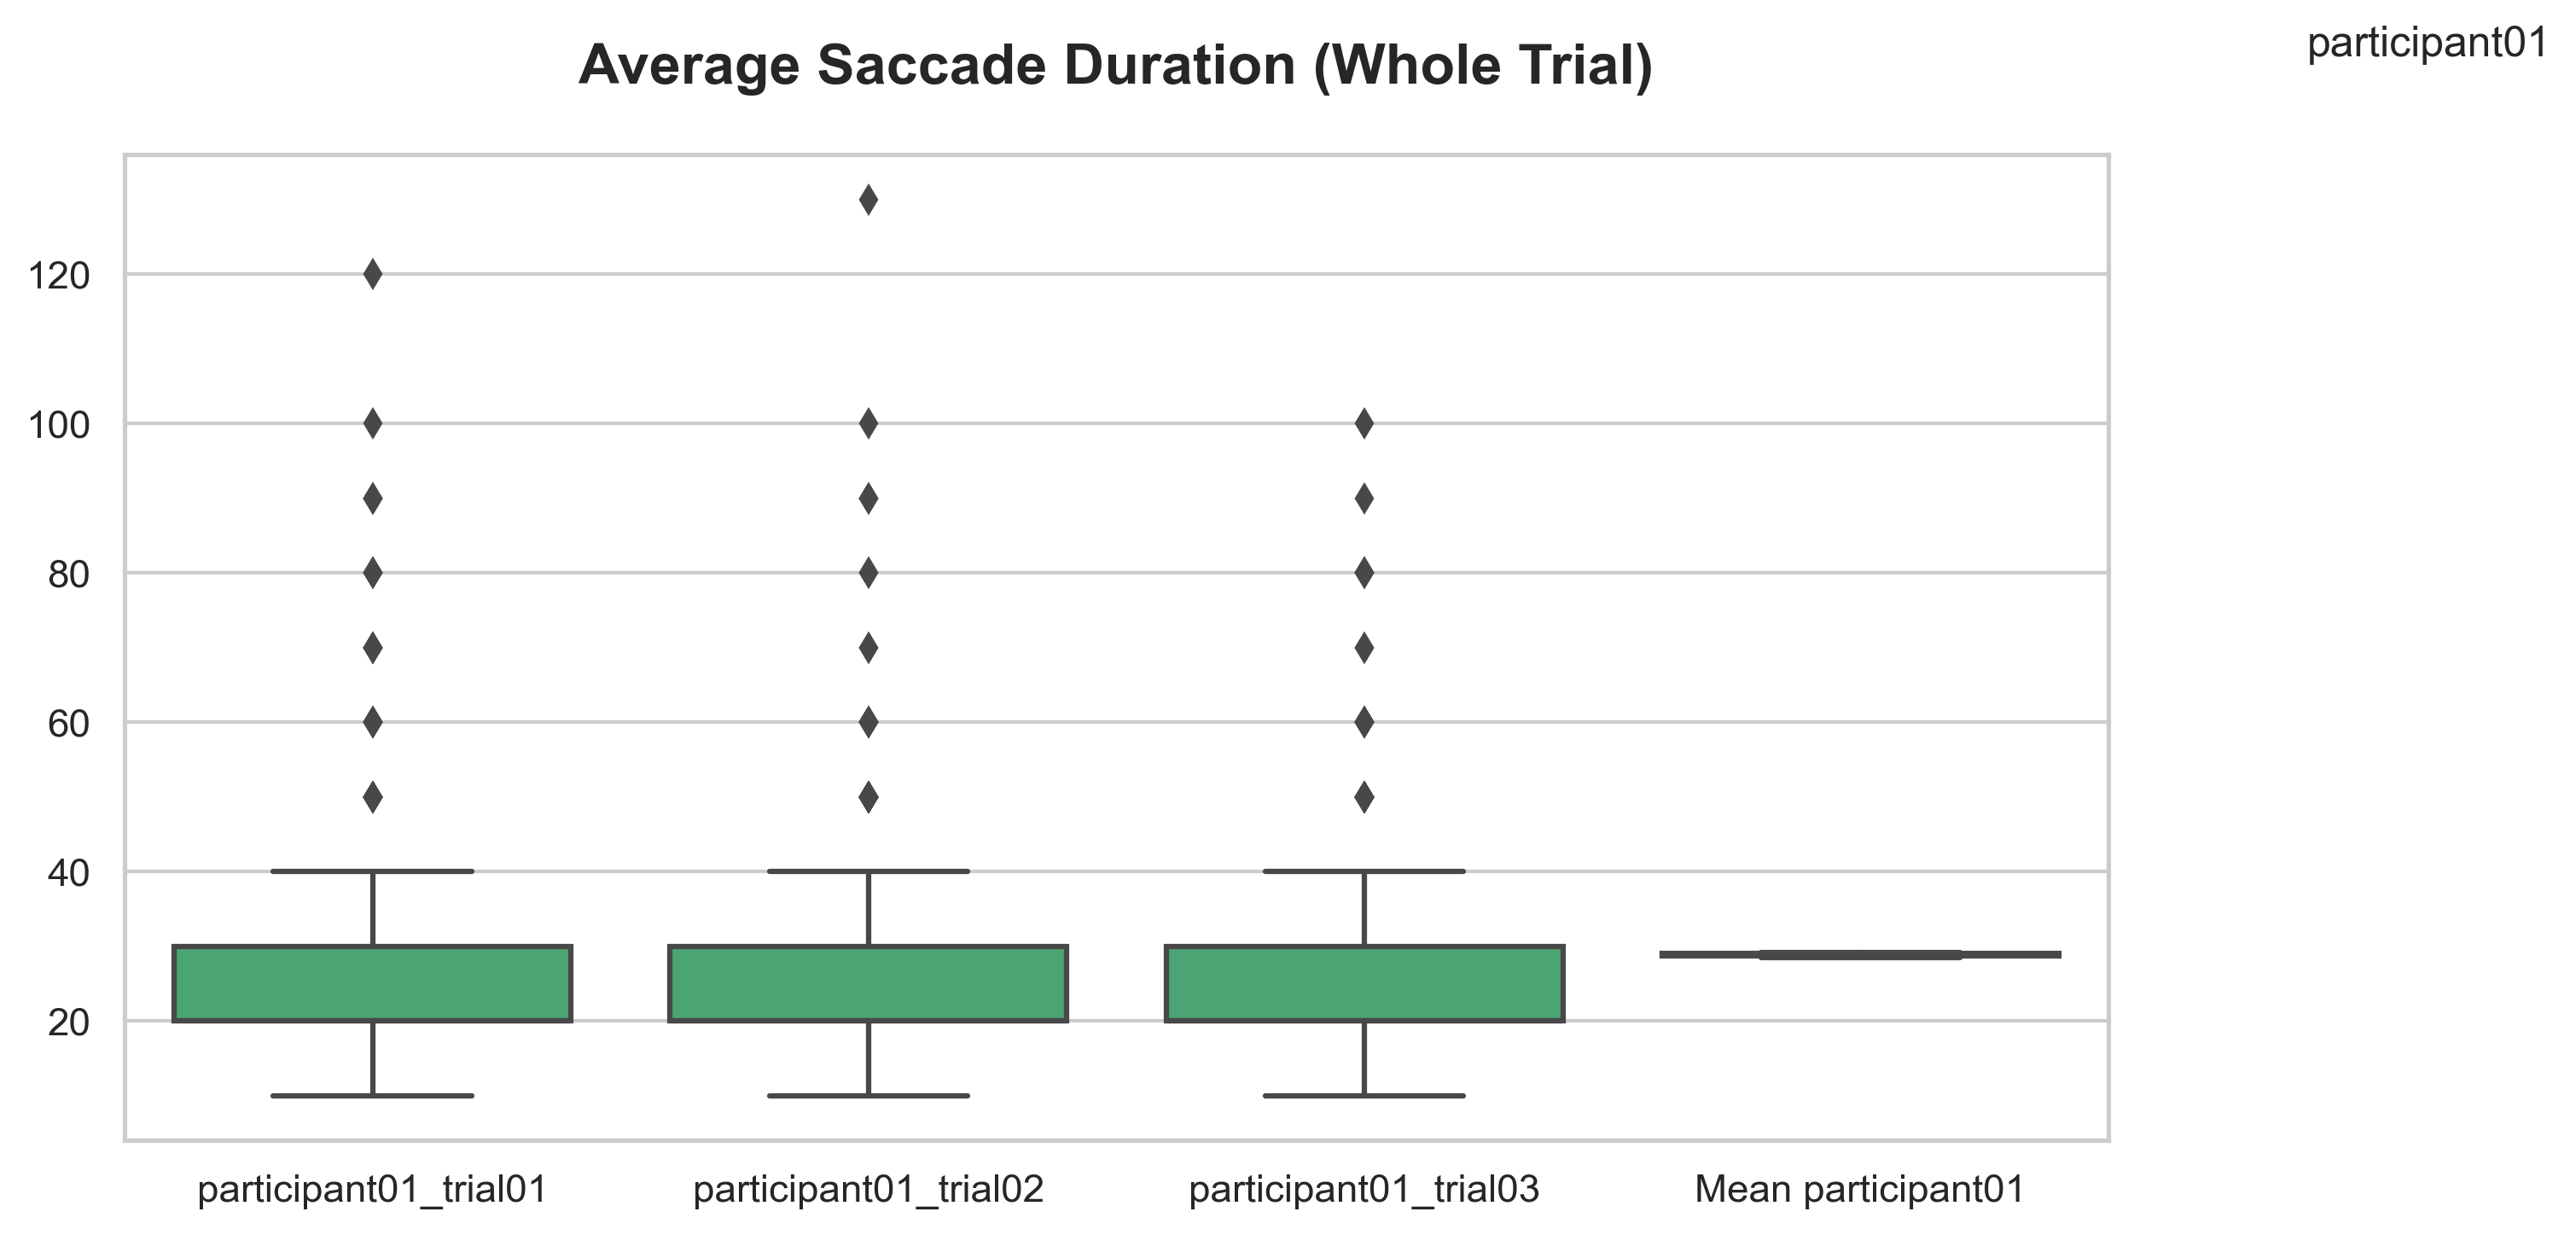 participant01
Average Saccade Duration (Whole Trial)
120
100
80
60
40
20
participant01_trial01 participant01_trial02 participant01_trial03 Mean participant01